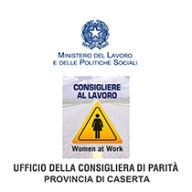 MINISTERO DEL LAVORO
E DELLE POLITICHE SOCIALI
CONSIGLIERE
AL LAVORO
Women at Work
UFFICIO DELLA CONSIGLIERA DI PARITÀ
PROVINCIA DI CASERTA